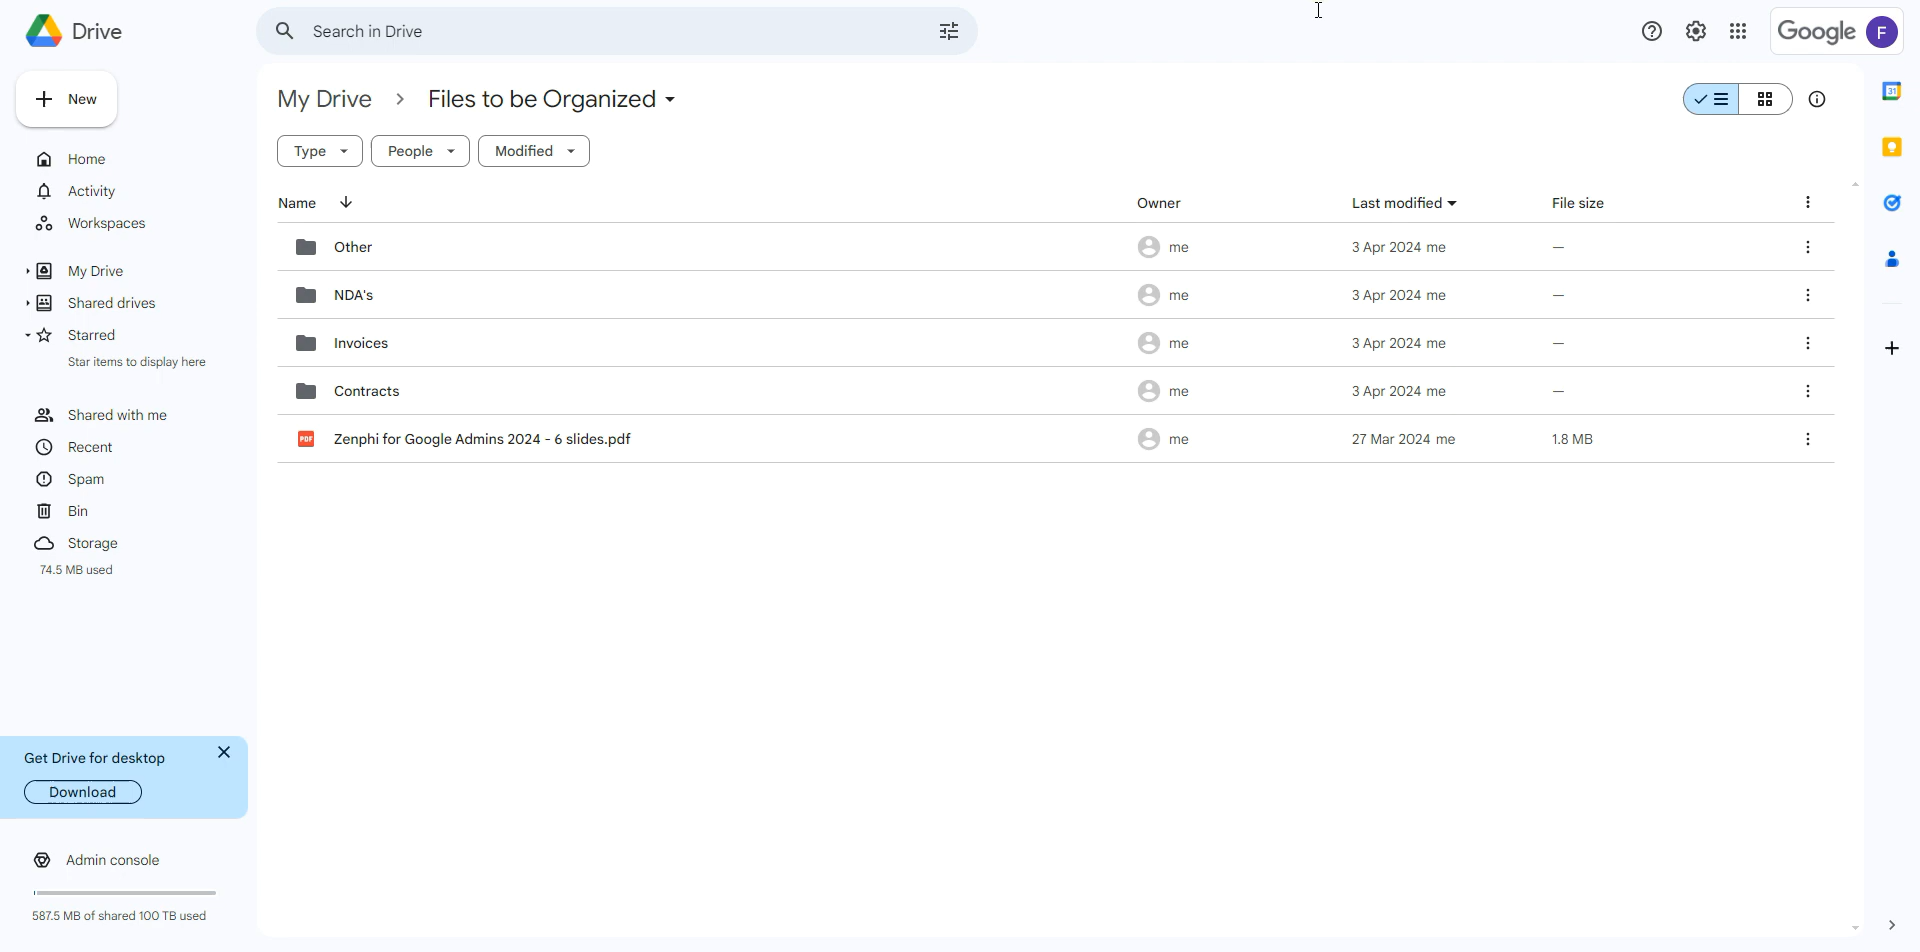 Drive
Search in Drive
Google F
New
My Drive > Files to be Organized
Type People Modified
Home
Activity
Workspaces
My Drive
Shared drives
Starred
Star items to display here
Shared with me
Recent
Spam
Bin
Storage
74.5 MB used
Get Drive for desktop
Download
Admin console
587.5 MB of shared 100 TB used
Name Owner Last modified File size
Other me 3 Apr 2024 me —
NDA's me 3 Apr 2024 me —
Invoices me 3 Apr 2024 me —
Contracts me 3 Apr 2024 me —
PDF Zenphi for Google Admins 2024 - 6 slides.pdf me 27 Mar 2024 me 1.8 MB
31